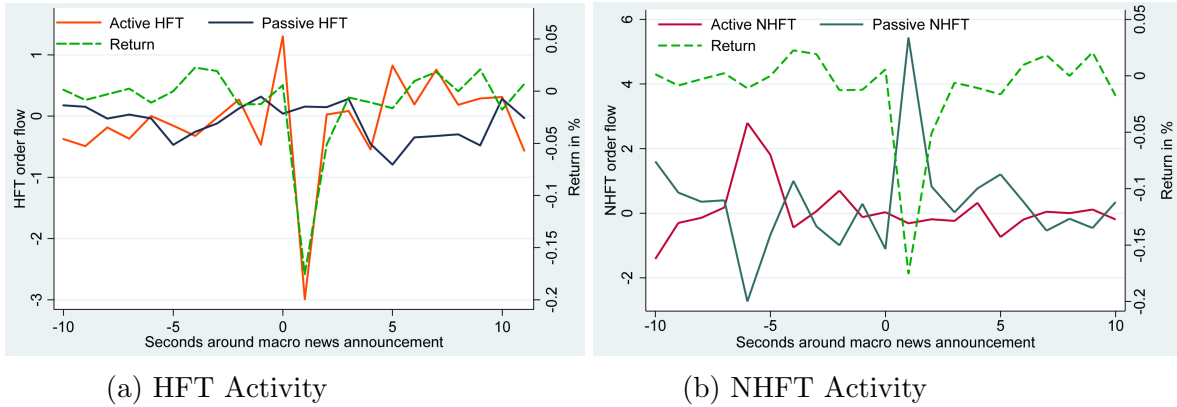 Active HFT Passive HFT
Return
HFT order flow
1
0
-1
-2
-3
0.05
0
-0.05
-0.1
-0.15
-0.2
Return in %
-10 -5 0 5 10
Seconds around macro news announcement
(a) HFT Activity
Active NHFT Passive NHFT
Return
NHFT order flow
6
4
2
0
-2
0.05
0
-0.05
-0.1
-0.15
-0.2
Return in %
-10 -5 0 5 10
Seconds around macro news announcement
(b) NHFT Activity